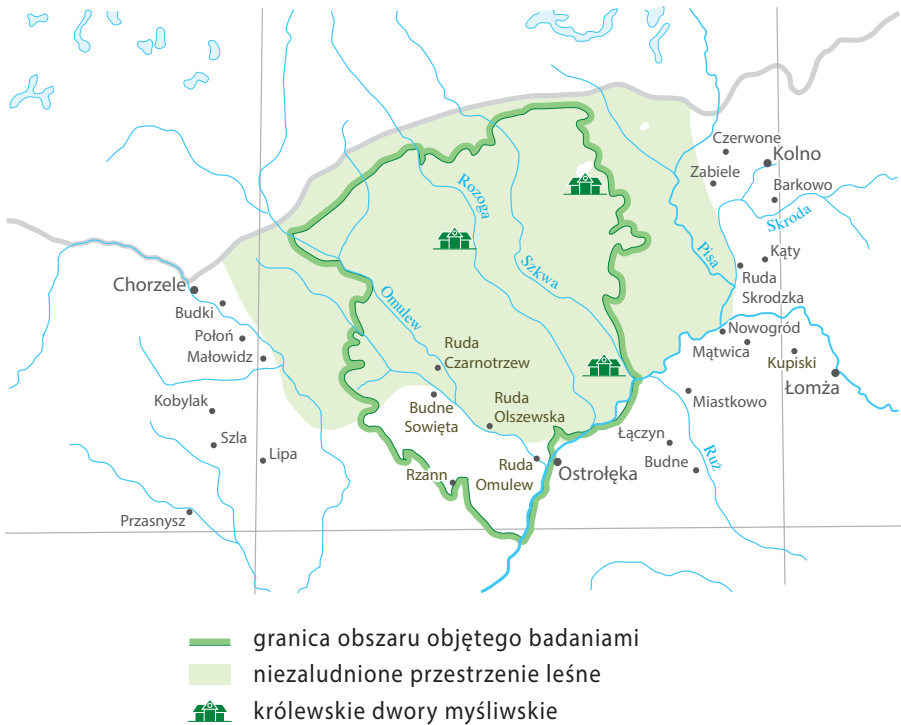 Czerwone
Kolno
Zabiele
Barkowo
Rozoga
Skroda
Pisa
Kąty
Szkwa
Ruda
Skrodzka
Chorzele
Budki
Omulew
Połoń
Małowidz
Nowogród
Mątwica
Kupiski
Łomża
Ruda
Czarnotrzew
Kobylak
Budne
Sowięta
Ruda
Olszewska
Miastkowo
Szla
Lipa
Łączyn
Budne
Ruż
Rzann
Ruda
Omulew
Ostrołęka
Przasnysz
granica obszaru objętego badaniami
niezaludnione przestrzenie leśne
królewskie dwory myśliwskie